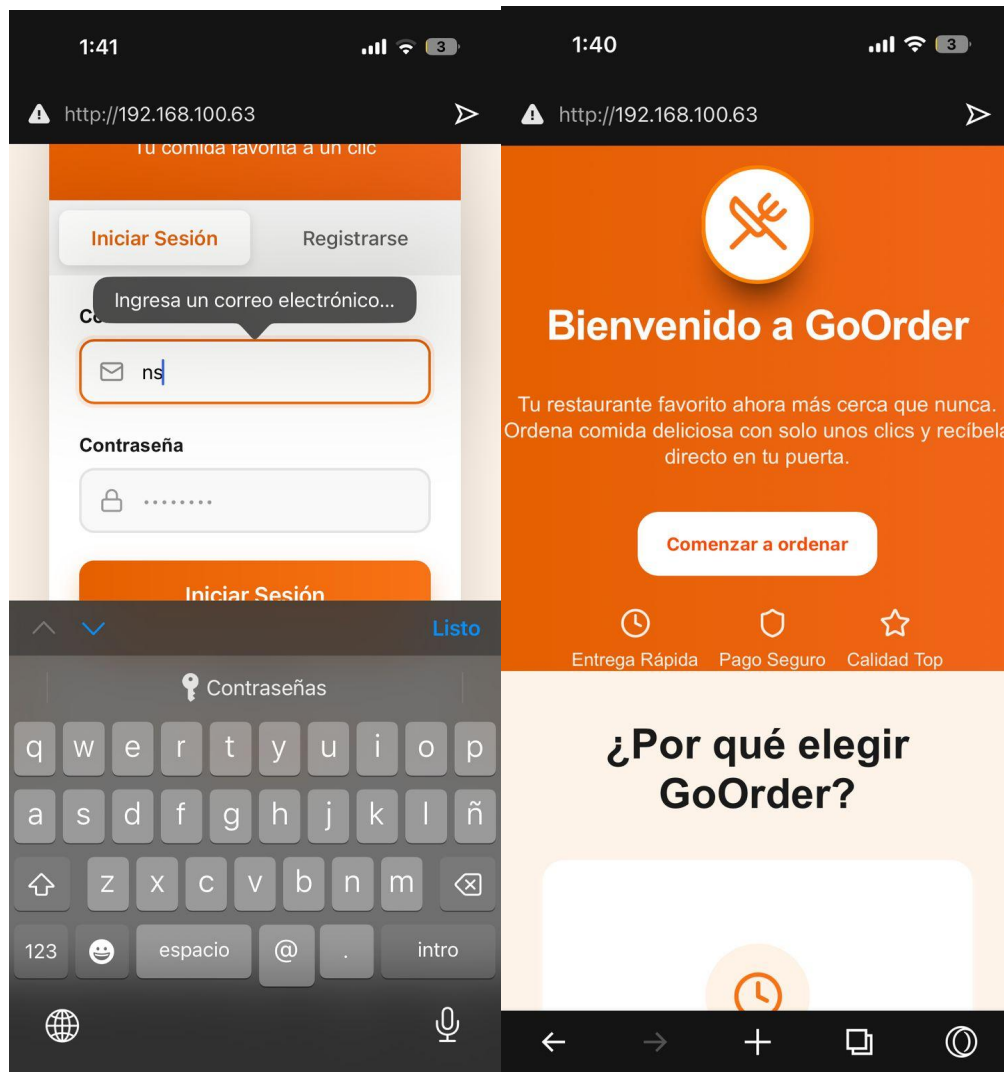 1:41
3
http://192.168.100.63
Tu comida favorita a un clic
Iniciar Sesión
Registrarse
Ingresa un correo electrónico...
ns
Contraseña
Iniciar Sesión
Listo
Contraseñas
q w e r t y u i o p
a s d f g h j k l ñ
z x c v b n m
123 espacio @ . intro
1:40
3
http://192.168.100.63
Bienvenido a GoOrder
Tu restaurante favorito ahora más cerca que nunca.
Ordena comida deliciosa con solo unos clics y recíbela
directo en tu puerta.
Comenzar a ordenar
Entrega Rápida Pago Seguro Calidad Top
¿Por qué elegir
GoOrder?